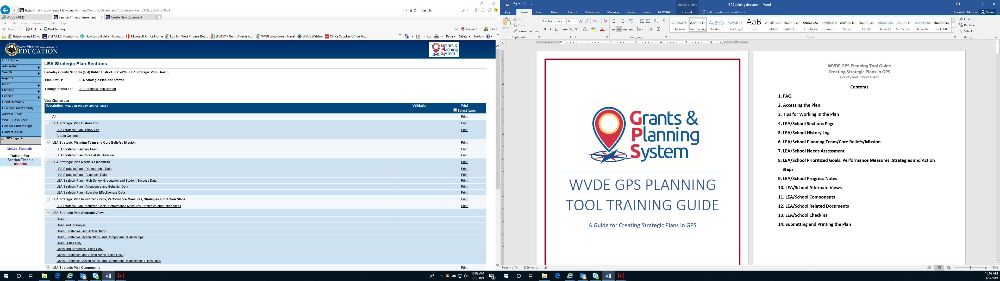 https://training.wvdegps.k12.wv.us/Planning/Sections/Default.aspx?ccipSessionKey=636826385064671583
Search...
WVDE HRMS
Session Timeout Imminent
Create New Document
File Edit View Favorites Tools Help
x Contribute Edit Post to Blog
x Convert Select
https--wveis.k12.wv
21st CCLC Monitoring
How to split data into mul...
Microsoft Office Home
Log In ‹ West Virginia Dep...
SF000017 Grant Awards C...
WVDE Employee Intranet
WVDE Webtop
Office Supplies Office Pro...
Page Safety Tools
West Virginia DEPARTMENT OF
EDUCATION
Grants &
Planning
System
GPS Home
Administer
Search
Reports
Inbox
Planning
Funding
Grant Summary
LEA Document Library
Address Book
WVDE Resources
Help for Current Page
Contact WVDE
GPS Sign Out
McCoy, Elizabeth
Training Site
Session Timeout
00:00:00
LEA Strategic Plan Sections
Berkeley County Schools (004) Public District - FY 2020 - LEA Strategic Plan - Rev 0
Plan Status: LEA Strategic Plan Not Started
Change Status To: LEA Strategic Plan Started
View Change Log
Description ( View Sections Only View All Pages ) Validation Print
Select Items
All Print
LEA Strategic Plan History Log Print
LEA Strategic Plan History Log Print
Create Comment
LEA Strategic Planning Team and Core Beliefs / Mission Print
LEA Strategic Planning Team Print
LEA Strategic Plan Core Beliefs / Mission Print
LEA Strategic Plan Needs Assessment Print
LEA Strategic Plan - Demographic Data Print
LEA Strategic Plan - Academic Data Print
LEA Strategic Plan - High School Graduation and Student Success Data Print
LEA Strategic Plan - Attendance and Behavior Data Print
LEA Strategic Plan - Educator Effectiveness Data Print
LEA Strategic Plan Prioritized Goals, Performance Measures, Strategies and Action Steps Print
LEA Strategic Plan Prioritized Goals, Performance Measures, Strategies and Action Steps Print
LEA Strategic Plan Alternate Views
Goals
Goals and Strategies
Goals, Strategies, and Action Steps
Goals, Strategies, Action Steps, and Component Relationships
Goals (Titles Only)
Goals and Strategies (Titles Only)
Goals, Strategies, and Action Steps (Titles Only)
Goals, Strategies, Action Steps, and Component Relationships (Titles Only)
LEA Strategic Plan Components Print
10:09 AM
1/9/2019
2
Drawing Tools
GPS training document - Word
File Home Insert Design Layout References Mailings Review View ACROBAT Format Tell me what you want to do...
Elizabeth McCoy Share
Paste
Cut
Copy
Format Painter
Clipboard
Calibri (Body) 14
Font
Paragraph
AaBbCcDc AaBbCcDc AaBbCc AaBbCcD AaB AaBbCcD AaBbCcDc AaBbCcDc AaBbCcDc AaBbCcDc AaBbCcDc AaBbCcDc AaBbCcDc AaBbCcDc AaBbCcDc
¶ Normal
No Spacing
Heading 1
Heading 2
Title
Subtitle
Subtle Em...
Emphasis
Intense E...
Strong
Quote
Intense Q...
Subtle Ref...
Intense Re...
Book Title
Styles
Find
Replace
Select
Editing
Grants &
Planning
System
WVDE GPS PLANNING
TOOL TRAINING GUIDE
A Guide for Creating Strategic Plans in GPS
WVDE GPS Planning Tool Guide
Creating Strategic Plans in GPS
County and School Users
Contents
1. FAQ
2. Accessing the Plan
3. Tips for Working in the Plan
4. LEA/School Sections Page
5. LEA/School History Log
6. LEA/School Planning Team/Core Beliefs/Mission
7. LEA/School Needs Assessment
8. LEA/School Prioritized Goals, Performance Measures, Strategies and Action
Steps
9. LEA/School Progress Notes
10. LEA/School Alternate Views
11. LEA/School Components
12. LEA/School Related Documents
13. LEA/School Checklist
14. Submitting and Printing the Plan
Page 1 of 34 2289 words
100%
10:09 AM
1/9/2019